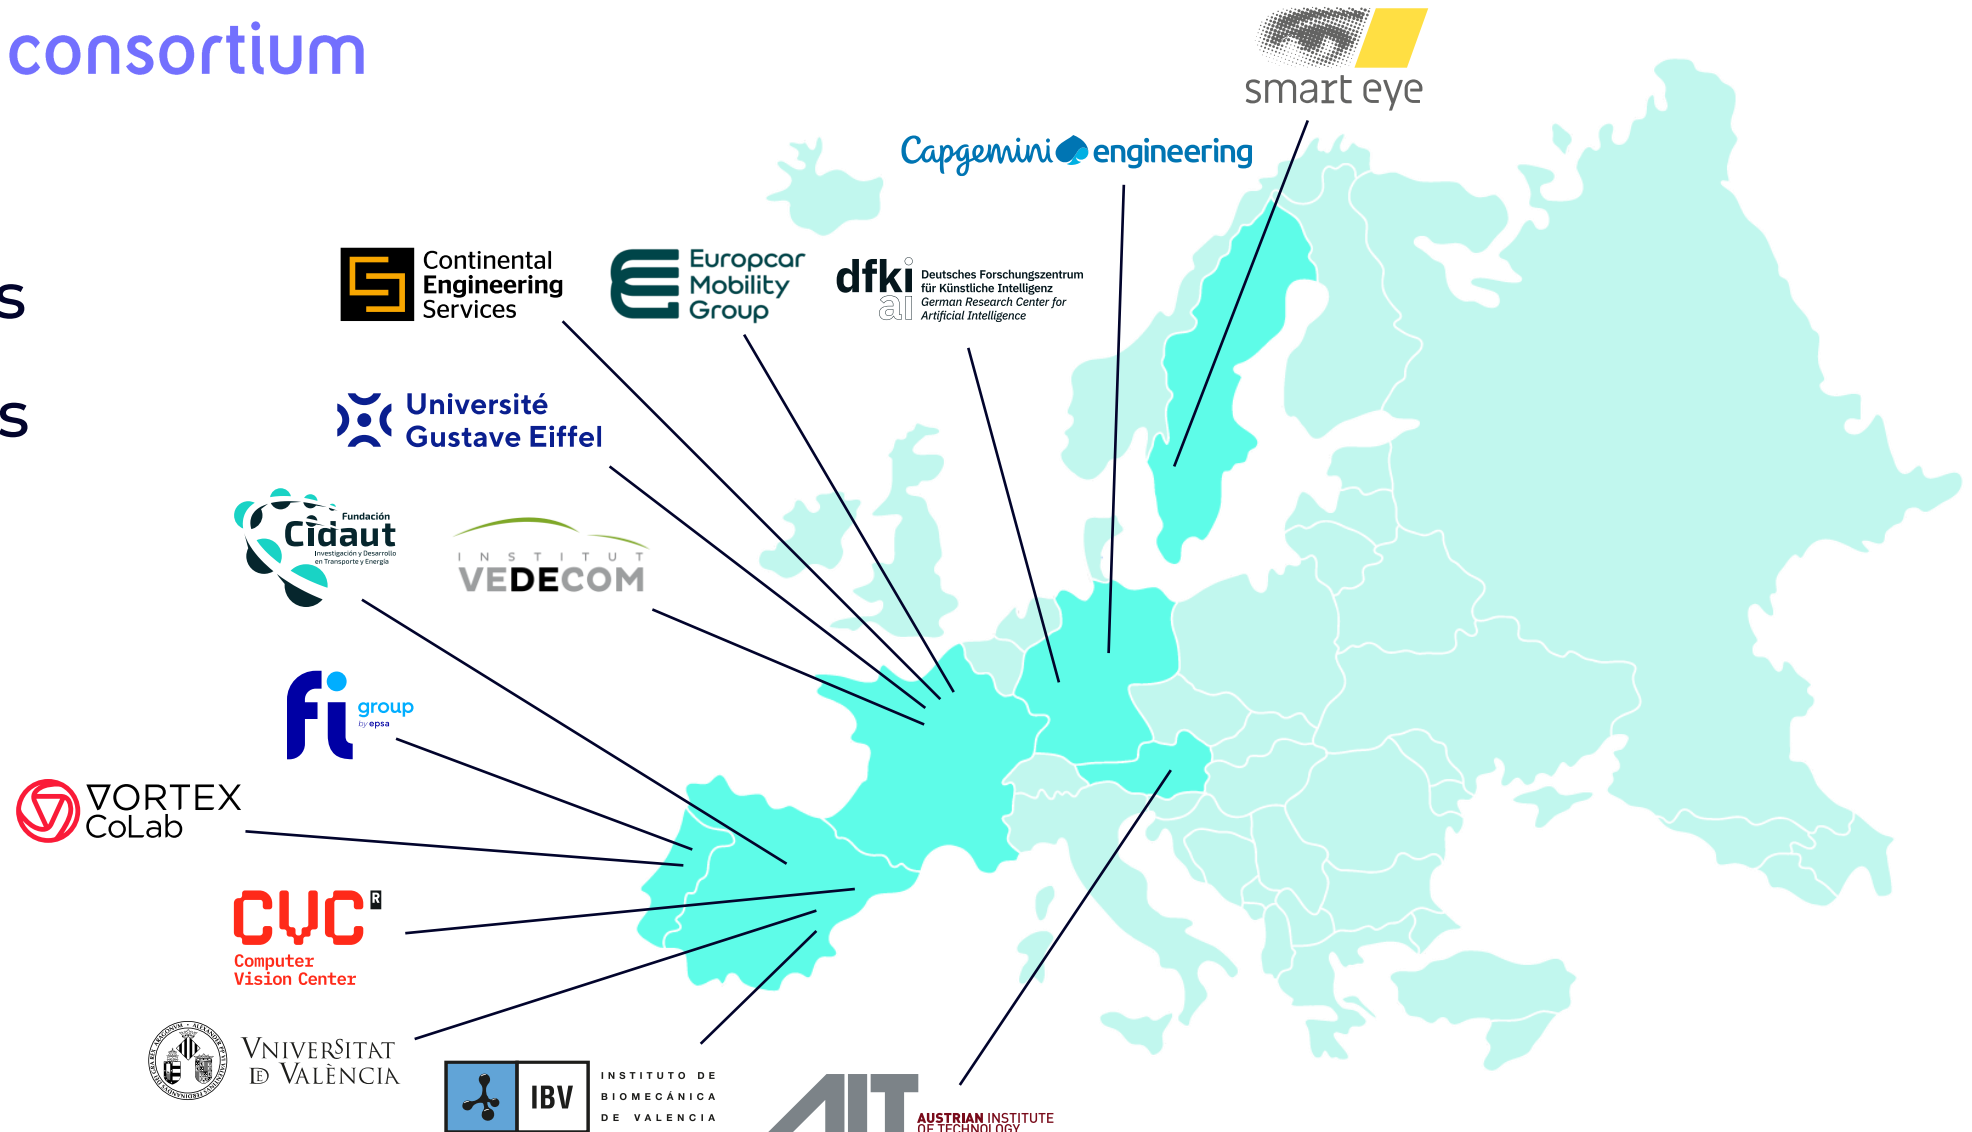 consortium
s
s
smart eye
Capgemini engineering
Continental
Engineering
Services
Europcar
Mobility
Group
dfki
ai
Deutsches Forschungszentrum
für Künstliche Intelligenz
German Research Center for
Artificial Intelligence
Université
Gustave Eiffel
Fundación
Cidaut
Investigación y Desarrollo
en Transporte y Energía
INSTITUT
VEDECOM
fi group
by epsa
VORTEX
CoLab
CVC R
Computer
Vision Center
VNIVERSITAT
ID VALÈNCIA
IBV
INSTITUTO DE
BIOMECÁNICA
DE VALENCIA
AIT
AUSTRIAN INSTITUTE
OF TECHNOLOGY